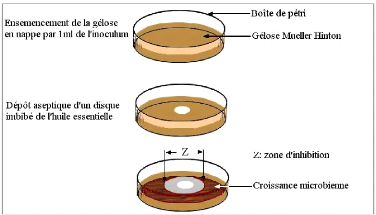 Boîte de pétri
Ensemencement de la gélose
en nappe par 1ml de l'inoculum
Gélose Mueller Hinton
Dépôt aseptique d'un disque
imbibé de l'huile essentielle
Z
Z: zone d'inhibition
Croissance microbienne